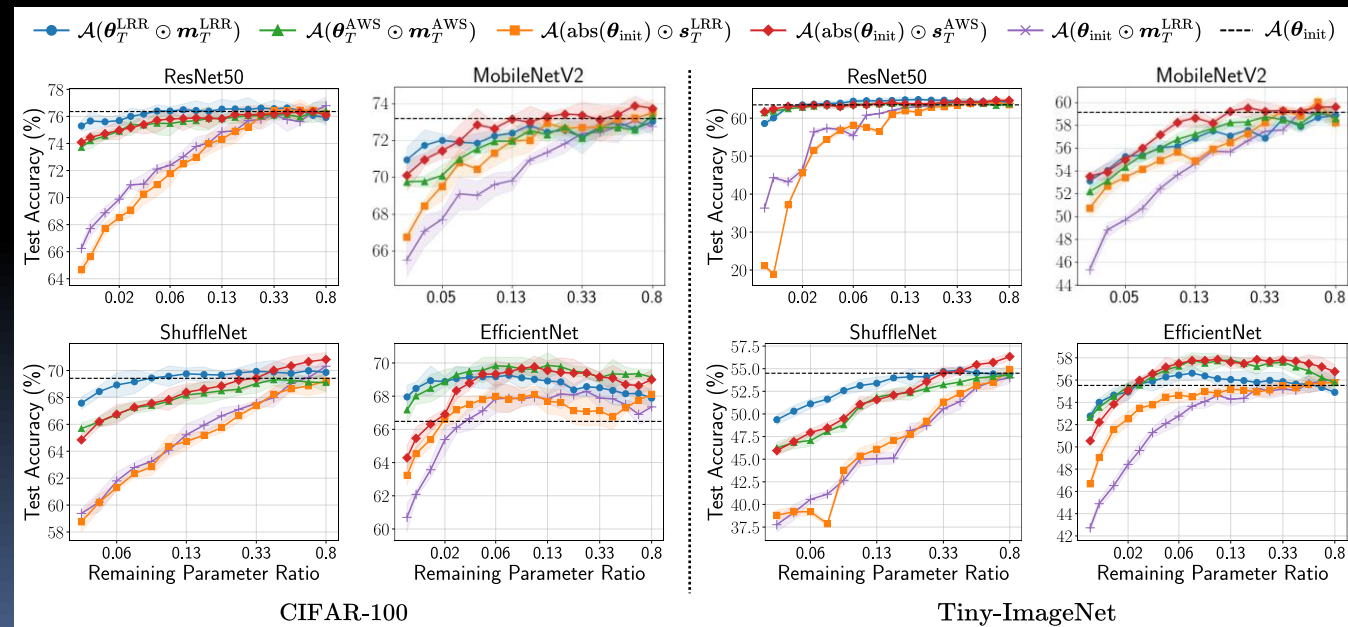 𝒜(θ_T^LRR ⊙ m_T^LRR) 𝒜(θ_T^AWS ⊙ m_T^AWS) 𝒜(abs(θ_init) ⊙ s_T^LRR) 𝒜(abs(θ_init) ⊙ s_T^AWS) 𝒜(θ_init ⊙ m_T^LRR) 𝒜(θ_init)
ResNet50
Test Accuracy (%)
78
76
74
72
70
68
66
64
0.02 0.06 0.13 0.33 0.8
MobileNetV2
74
72
70
68
66
0.05 0.13 0.33 0.8
ResNet50
Test Accuracy (%)
60
50
40
30
20
0.02 0.06 0.13 0.33 0.8
MobileNetV2
60
58
56
54
52
50
48
46
44
0.05 0.13 0.33 0.8
ShuffleNet
Test Accuracy (%)
70
68
66
64
62
60
58
0.06 0.13 0.33 0.8
Remaining Parameter Ratio
EfficientNet
70
68
66
64
62
60
0.02 0.06 0.13 0.33 0.8
Remaining Parameter Ratio
ShuffleNet
Test Accuracy (%)
57.5
55.0
52.5
50.0
47.5
45.0
42.5
40.0
37.5
0.06 0.13 0.33 0.8
Remaining Parameter Ratio
EfficientNet
58
56
54
52
50
48
46
44
42
0.02 0.06 0.13 0.33 0.8
Remaining Parameter Ratio
CIFAR-100
Tiny-ImageNet